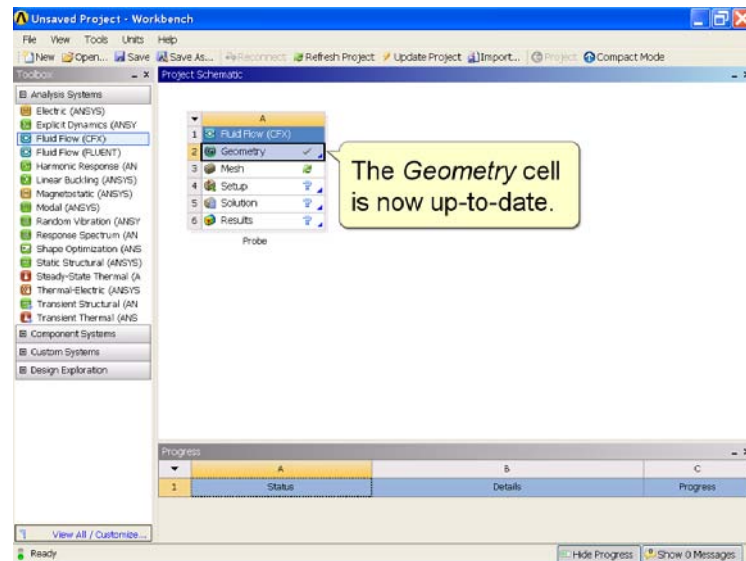 Unsaved Project - Workbench
File View Tools Units Help
New Open... Save Save As... Reconnect Refresh Project Update Project Import... Project Compact Mode
Toolbox
Project Schematic
Analysis Systems
Electric (ANSYS)
Explicit Dynamics (ANSY
Fluid Flow (CFX)
Fluid Flow (FLUENT)
Harmonic Response (AN
Linear Buckling (ANSYS)
Magnetostatic (ANSYS)
Modal (ANSYS)
Random Vibration (ANSY
Response Spectrum (AN
Shape Optimization (ANS
Static Structural (ANSYS)
Steady-State Thermal (A
Thermal-Electric (ANSYS
Transient Structural (AN
Transient Thermal (ANS
Component Systems
Custom Systems
Design Exploration
View All / Customize...
A
1 Fluid Flow (CFX)
2 Geometry
3 Mesh
4 Setup
5 Solution
6 Results
Probe
The Geometry cell
is now up-to-date.
Progress
A B C
1 Status Details Progress
Ready
Hide Progress Show 0 Messages